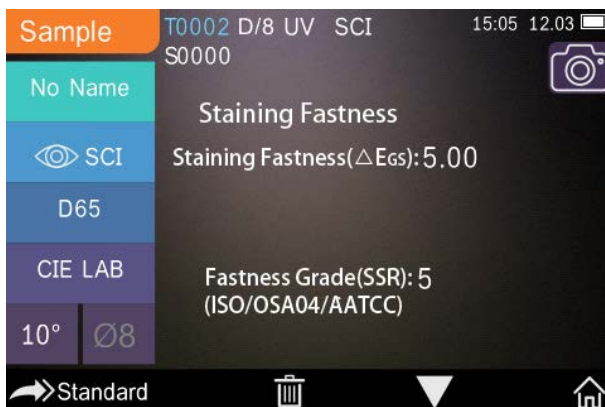 Sample
T0002 D/8 UV SCI
15:05 12.03
S0000
No Name
Staining Fastness
SCI
Staining Fastness(△EGS):5.00
D65
CIE LAB
Fastness Grade(SSR): 5
(ISO/OSA04/AATCC)
10° Ø8
Standard